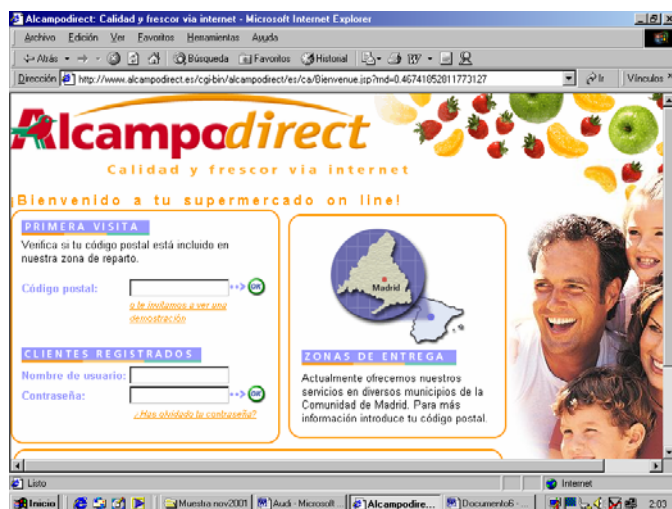 Alcampodirect: Calidad y frescor via internet - Microsoft Internet Explorer
Archivo Edición Ver Favoritos Herramientas Ayuda
Atrás Búsqueda Favoritos Historial
Dirección http://www.alcampodirect.es/cgi-bin/alcampodirect/es/ca/Bienvenue.jsp?rnd=0.46741852811773127 Ir Vínculos
Alcampodirect
Calidad y frescor via internet
¡Bienvenido a tu supermercado on line!
PRIMERA VISITA
Verifica si tu código postal está incluido en
nuestra zona de reparto.
Código postal: OK
o te invitamos a ver una
demostración
CLIENTES REGISTRADOS
Nombre de usuario:
Contraseña: OK
¿Has olvidado tu contraseña?
Madrid
ZONAS DE ENTREGA
Actualmente ofrecemos nuestros
servicios en diversos municipios de la
Comunidad de Madrid. Para más
información introduce tu código postal.
Listo Internet
Inicio Muestra nov2001 Audi - Microsoft ... Alcampodire... Documento6 - ... 2:03